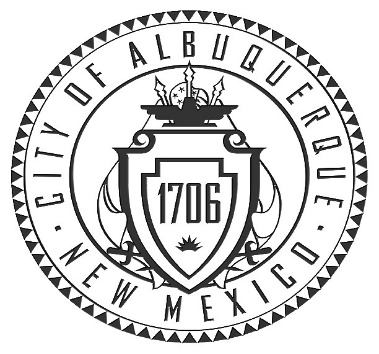 CITY OF ALBUQUERQUE
· NEW MEXICO ·
1706